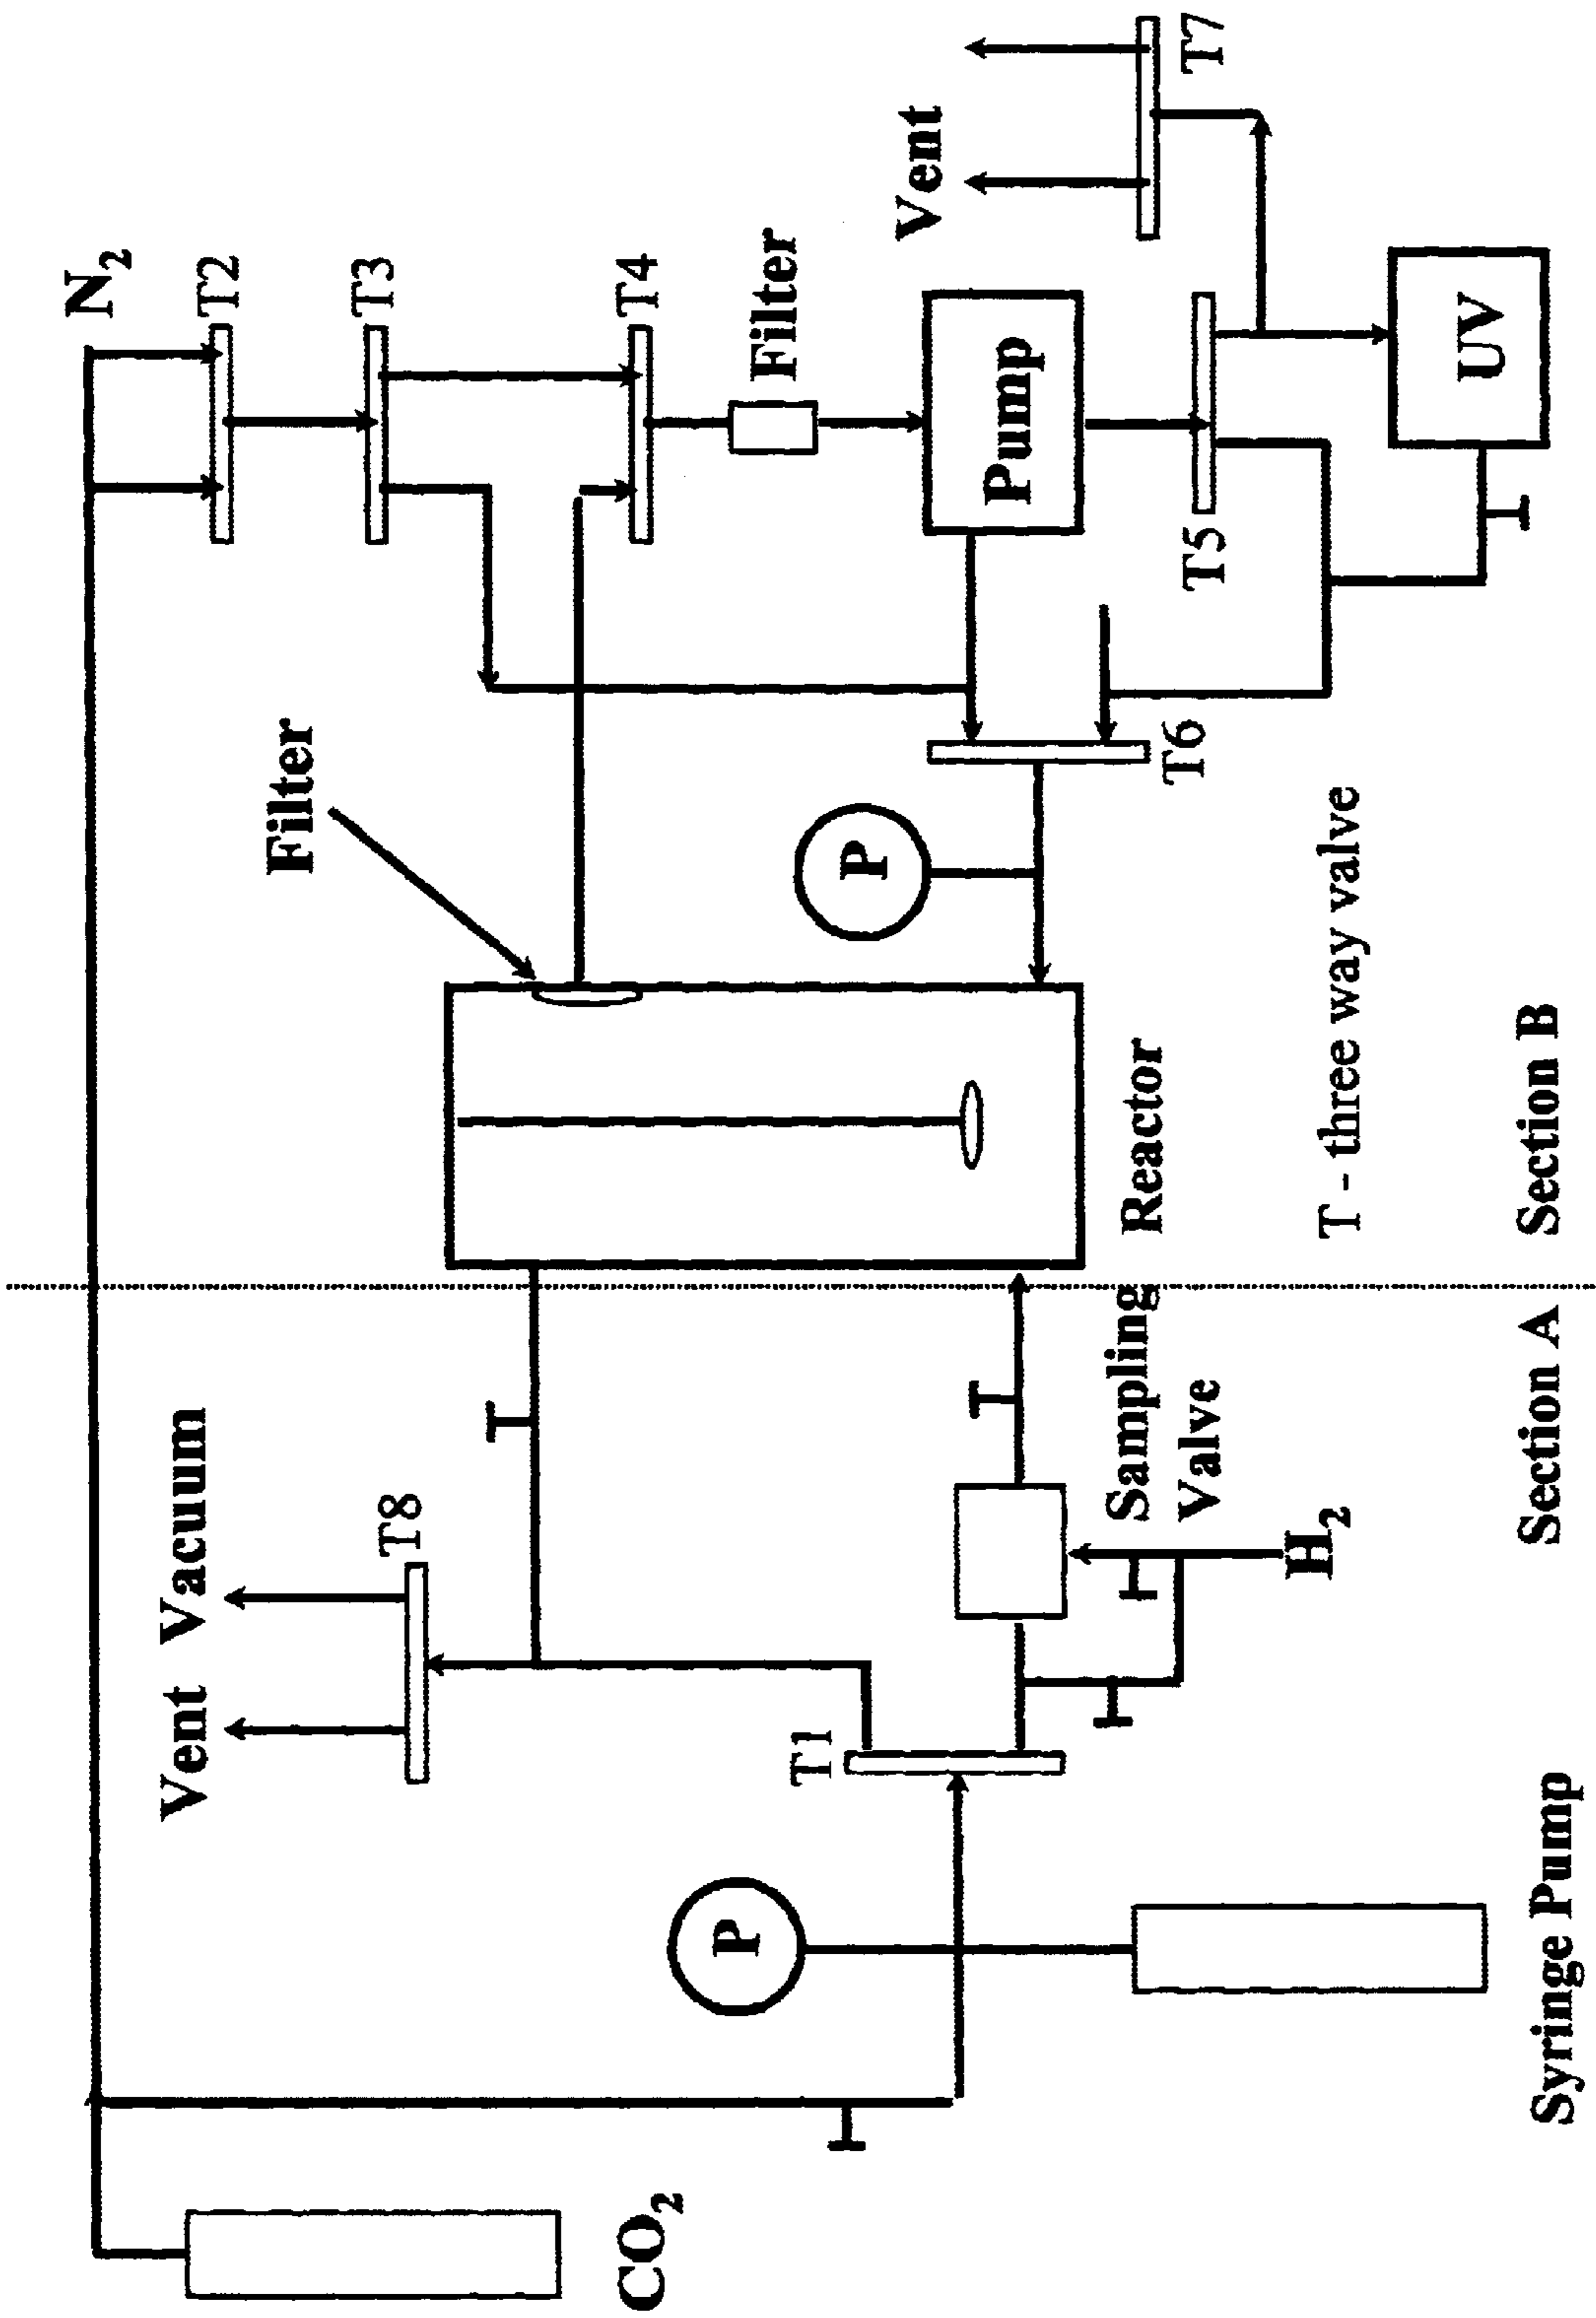 N2
T2
T3
T4
Filter
Pump
T5
UV
Vent
T7
T6
P
Filter
Reactor
T - three way valve
Section B
Vent
Vacuum
T8
T1
Sampling
Valve
H2
Section A
P
Syringe Pump
CO2